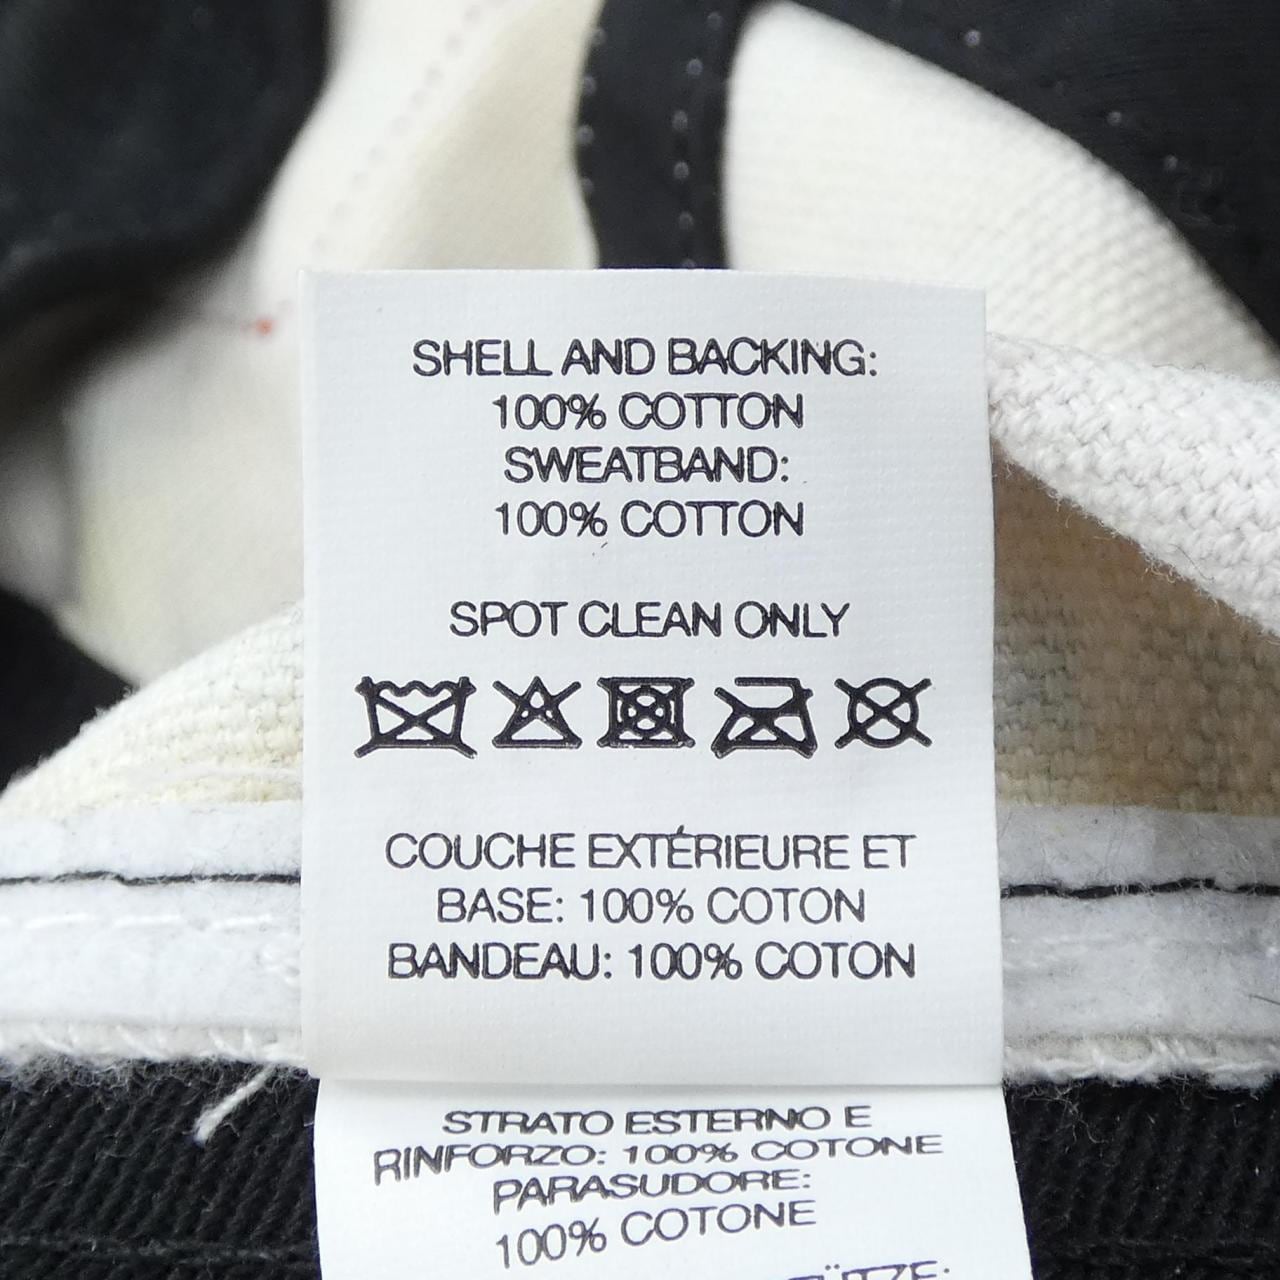 SHELL AND BACKING:
100% COTTON
SWEATBAND:
100% COTTON
SPOT CLEAN ONLY
COUCHE EXTÉRIEURE ET
BASE: 100% COTON
BANDEAU: 100% COTON
STRATO ESTERNO E
RINFORZO: 100% COTONE
PARASUDORE:
100% COTONE